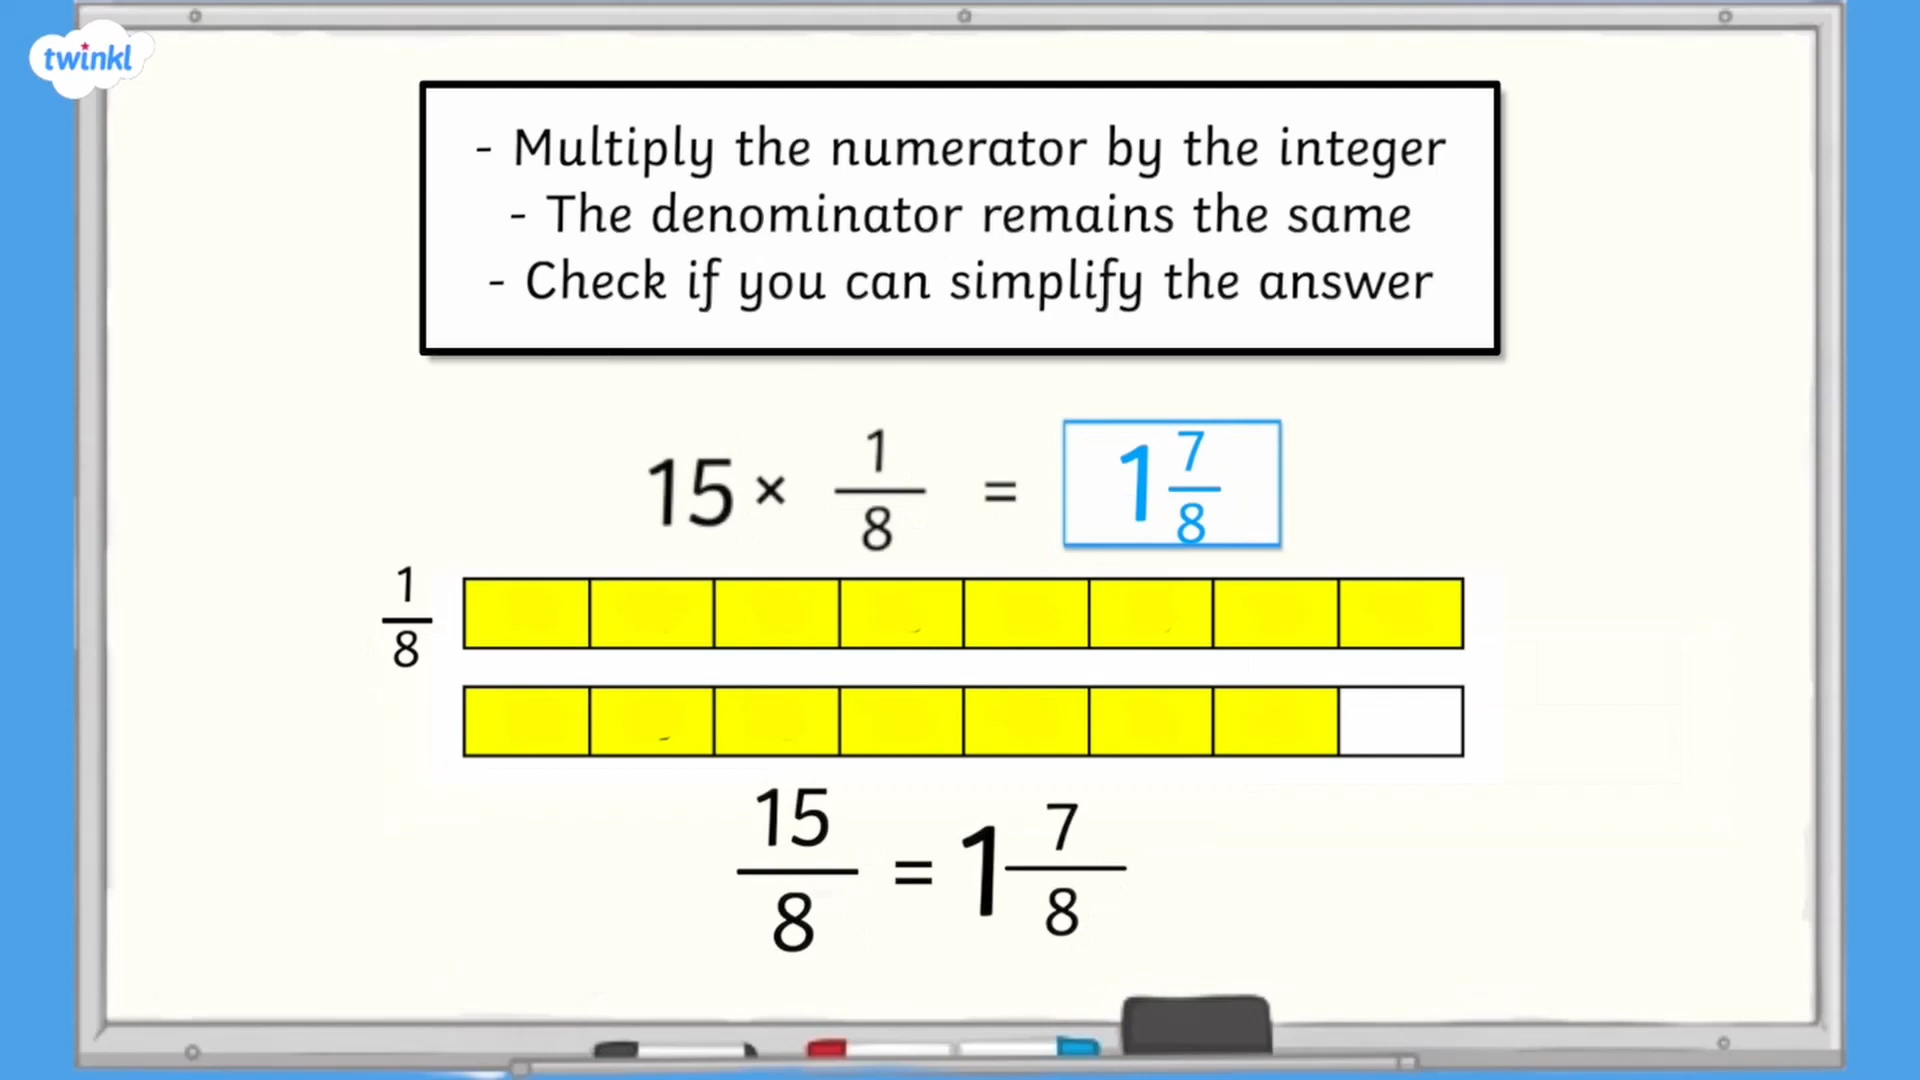 twinkl
- Multiply the numerator by the integer
- The denominator remains the same
- Check if you can simplify the answer
15 × 1/8 = 1 7/8
1/8
15/8 = 1 7/8